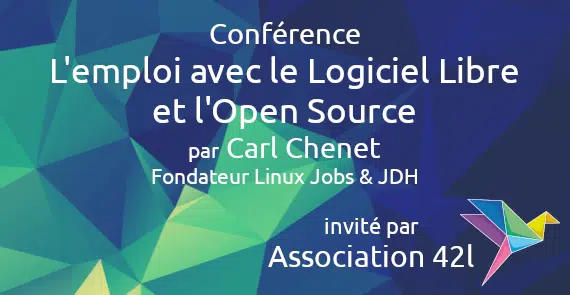 Conférence
L'emploi avec le Logiciel Libre
et l'Open Source
par Carl Chenet
Fondateur Linux Jobs & JDH
invité par
Association 42l